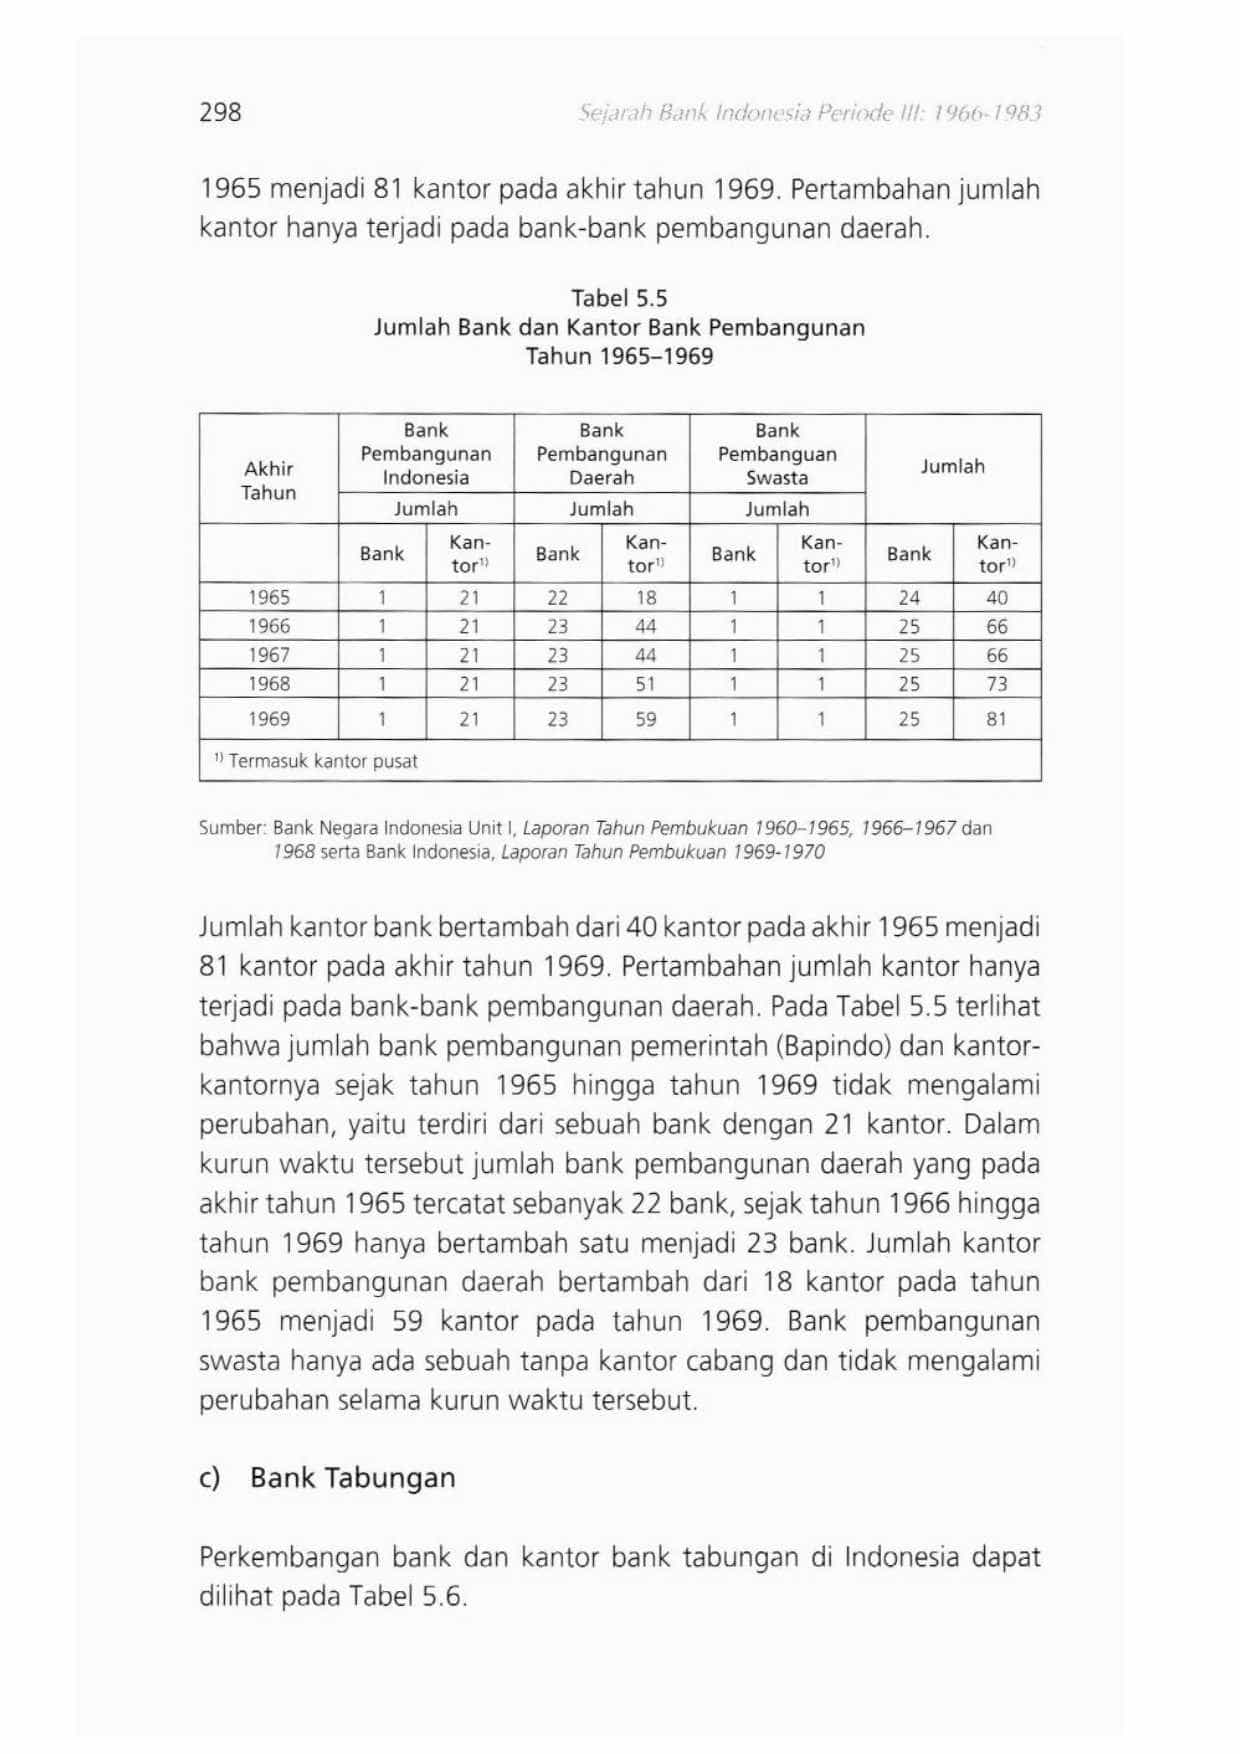 298
Sejarah Bank Indonesia Periode III: 1966-1983
1965 menjadi 81 kantor pada akhir tahun 1969. Pertambahan jumlah
kantor hanya terjadi pada bank-bank pembangunan daerah.
Tabel 5.5
Jumlah Bank dan Kantor Bank Pembangunan
Tahun 1965–1969
Akhir Tahun | Bank Pembangunan Indonesia | Bank Pembangunan Daerah | Bank Pembanguan Swasta | Jumlah
Jumlah | Jumlah | Jumlah
Bank | Kan-tor¹⁾ | Bank | Kan-tor¹⁾ | Bank | Kan-tor¹⁾ | Bank | Kan-tor¹⁾
1965 | 1 | 21 | 22 | 18 | 1 | 1 | 24 | 40
1966 | 1 | 21 | 23 | 44 | 1 | 1 | 25 | 66
1967 | 1 | 21 | 23 | 44 | 1 | 1 | 25 | 66
1968 | 1 | 21 | 23 | 51 | 1 | 1 | 25 | 73
1969 | 1 | 21 | 23 | 59 | 1 | 1 | 25 | 81
¹⁾ Termasuk kantor pusat
Sumber: Bank Negara Indonesia Unit I, Laporan Tahun Pembukuan 1960–1965, 1966–1967 dan
1968 serta Bank Indonesia, Laporan Tahun Pembukuan 1969-1970
Jumlah kantor bank bertambah dari 40 kantor pada akhir 1965 menjadi
81 kantor pada akhir tahun 1969. Pertambahan jumlah kantor hanya
terjadi pada bank-bank pembangunan daerah. Pada Tabel 5.5 terlihat
bahwa jumlah bank pembangunan pemerintah (Bapindo) dan kantor-
kantornya sejak tahun 1965 hingga tahun 1969 tidak mengalami
perubahan, yaitu terdiri dari sebuah bank dengan 21 kantor. Dalam
kurun waktu tersebut jumlah bank pembangunan daerah yang pada
akhir tahun 1965 tercatat sebanyak 22 bank, sejak tahun 1966 hingga
tahun 1969 hanya bertambah satu menjadi 23 bank. Jumlah kantor
bank pembangunan daerah bertambah dari 18 kantor pada tahun
1965 menjadi 59 kantor pada tahun 1969. Bank pembangunan
swasta hanya ada sebuah tanpa kantor cabang dan tidak mengalami
perubahan selama kurun waktu tersebut.
c) Bank Tabungan
Perkembangan bank dan kantor bank tabungan di Indonesia dapat
dilihat pada Tabel 5.6.